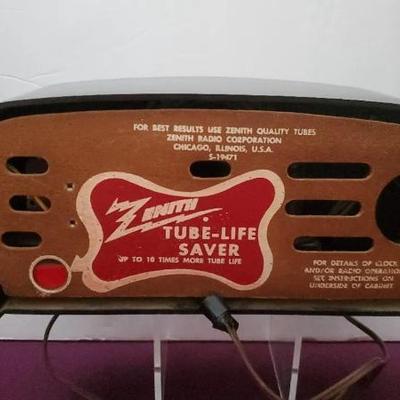 FOR BEST RESULTS USE ZENITH QUALITY TUBES
ZENITH RADIO CORPORATION
CHICAGO, ILLINOIS, U.S.A.
S-19471
ZENITH
TUBE-LIFE
SAVER
UP TO 10 TIMES MORE TUBE LIFE
FOR DETAILS OF CLOCK
AND/OR RADIO OPERATION
SEE INSTRUCTIONS ON
UNDERSIDE OF CABINET